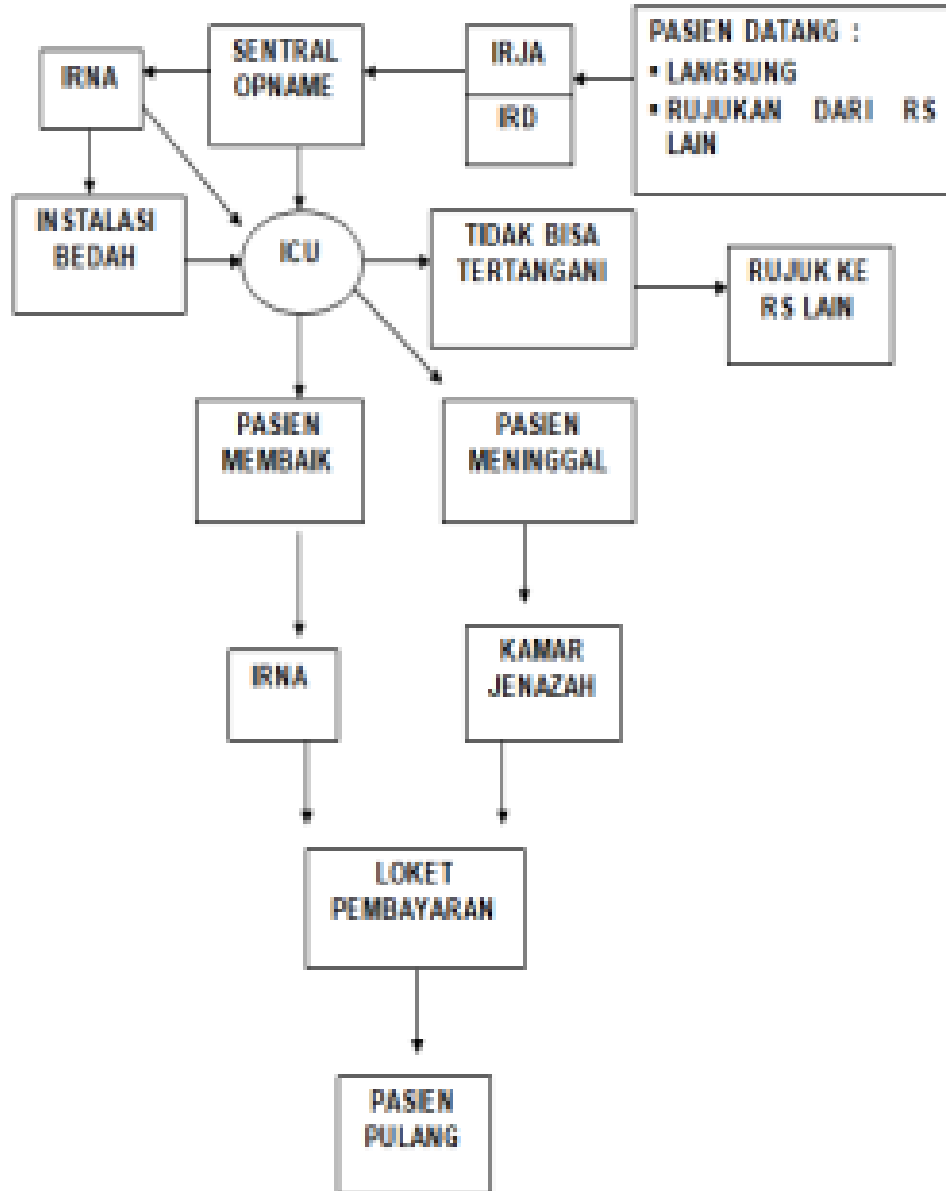 PASIEN DATANG :
▪ LANGSUNG
▪ RUJUKAN DARI RS
LAIN
IRJA
IRD
SENTRAL
OPNAME
IRNA
INSTALASI
BEDAH
ICU
TIDAK BISA
TERTANGANI
RUJUK KE
RS LAIN
PASIEN
MEMBAIK
PASIEN
MENINGGAL
IRNA
KAMAR
JENAZAH
LOKET
PEMBAYARAN
PASIEN
PULANG